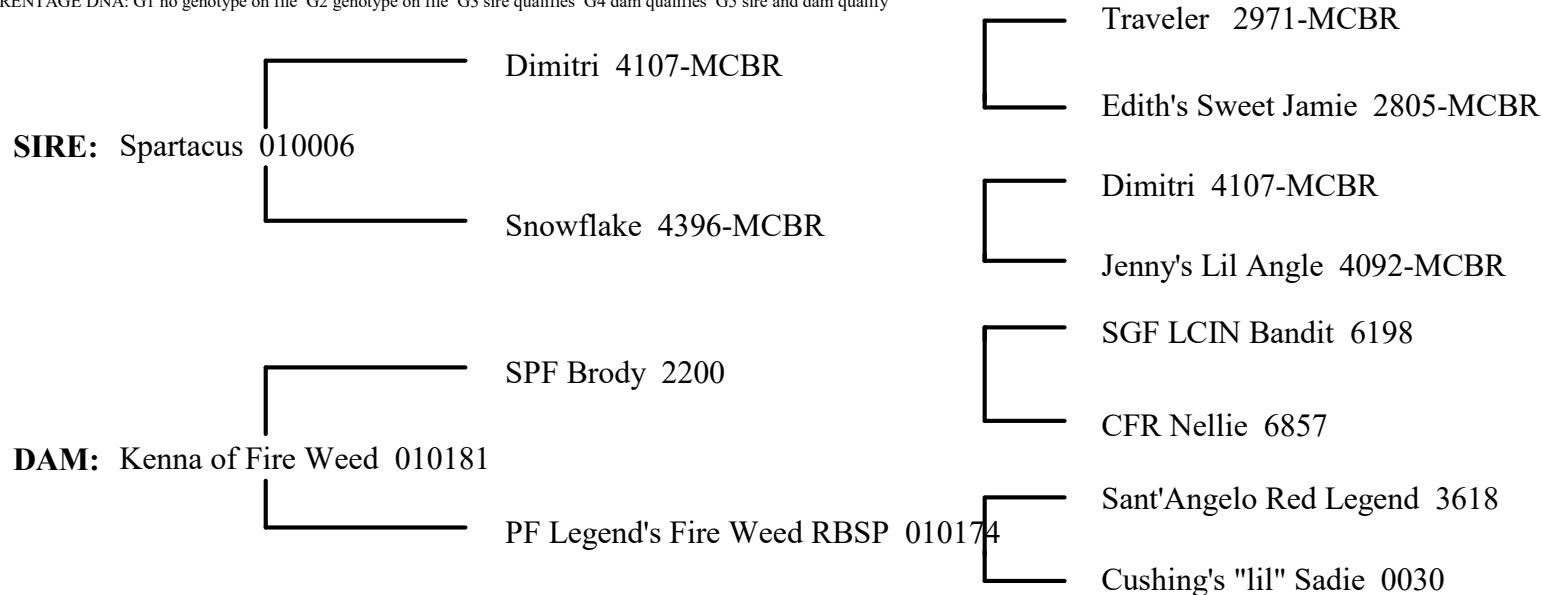 RENTAGE DNA: G1 no genotype on file G2 genotype on file G3 sire qualifies G4 dam qualifies G5 sire and dam qualify
Traveler 2971-MCBR
Dimitri 4107-MCBR
Edith's Sweet Jamie 2805-MCBR
SIRE: Spartacus 010006
Dimitri 4107-MCBR
Snowflake 4396-MCBR
Jenny's Lil Angle 4092-MCBR
SGF LCIN Bandit 6198
SPF Brody 2200
CFR Nellie 6857
DAM: Kenna of Fire Weed 010181
Sant'Angelo Red Legend 3618
PF Legend's Fire Weed RBSP 010174
Cushing's "lil" Sadie 0030